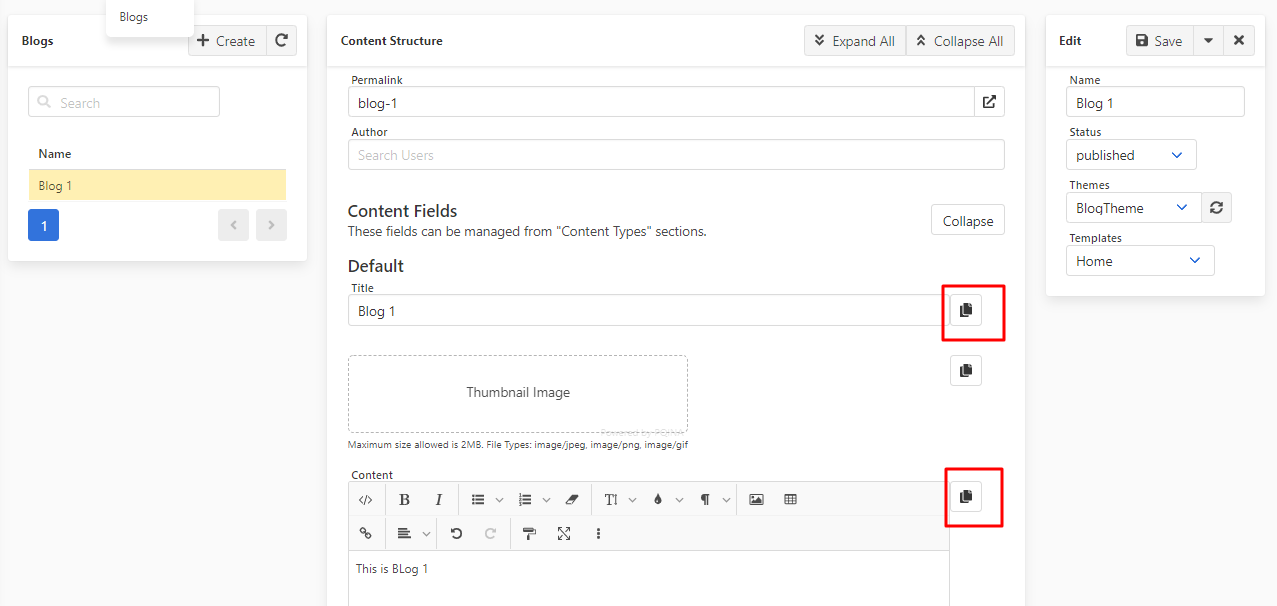 Blogs
Blogs
Create
Search
Name
Blog 1
1
Content Structure
Expand All
Collapse All
Permalink
blog-1
Author
Search Users
Content Fields
These fields can be managed from "Content Types" sections.
Collapse
Default
Title
Blog 1
Thumbnail Image
Maximum size allowed is 2MB. File Types: image/jpeg, image/png, image/gif
Content
B I
This is BLog 1
Edit
Save
Name
Blog 1
Status
published
Themes
BlogTheme
Templates
Home